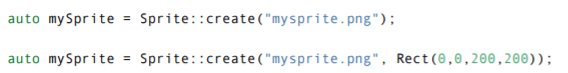 auto mySprite = Sprite::create("mysprite.png");
auto mySprite = Sprite::create("mysprite.png", Rect(0,0,200,200));